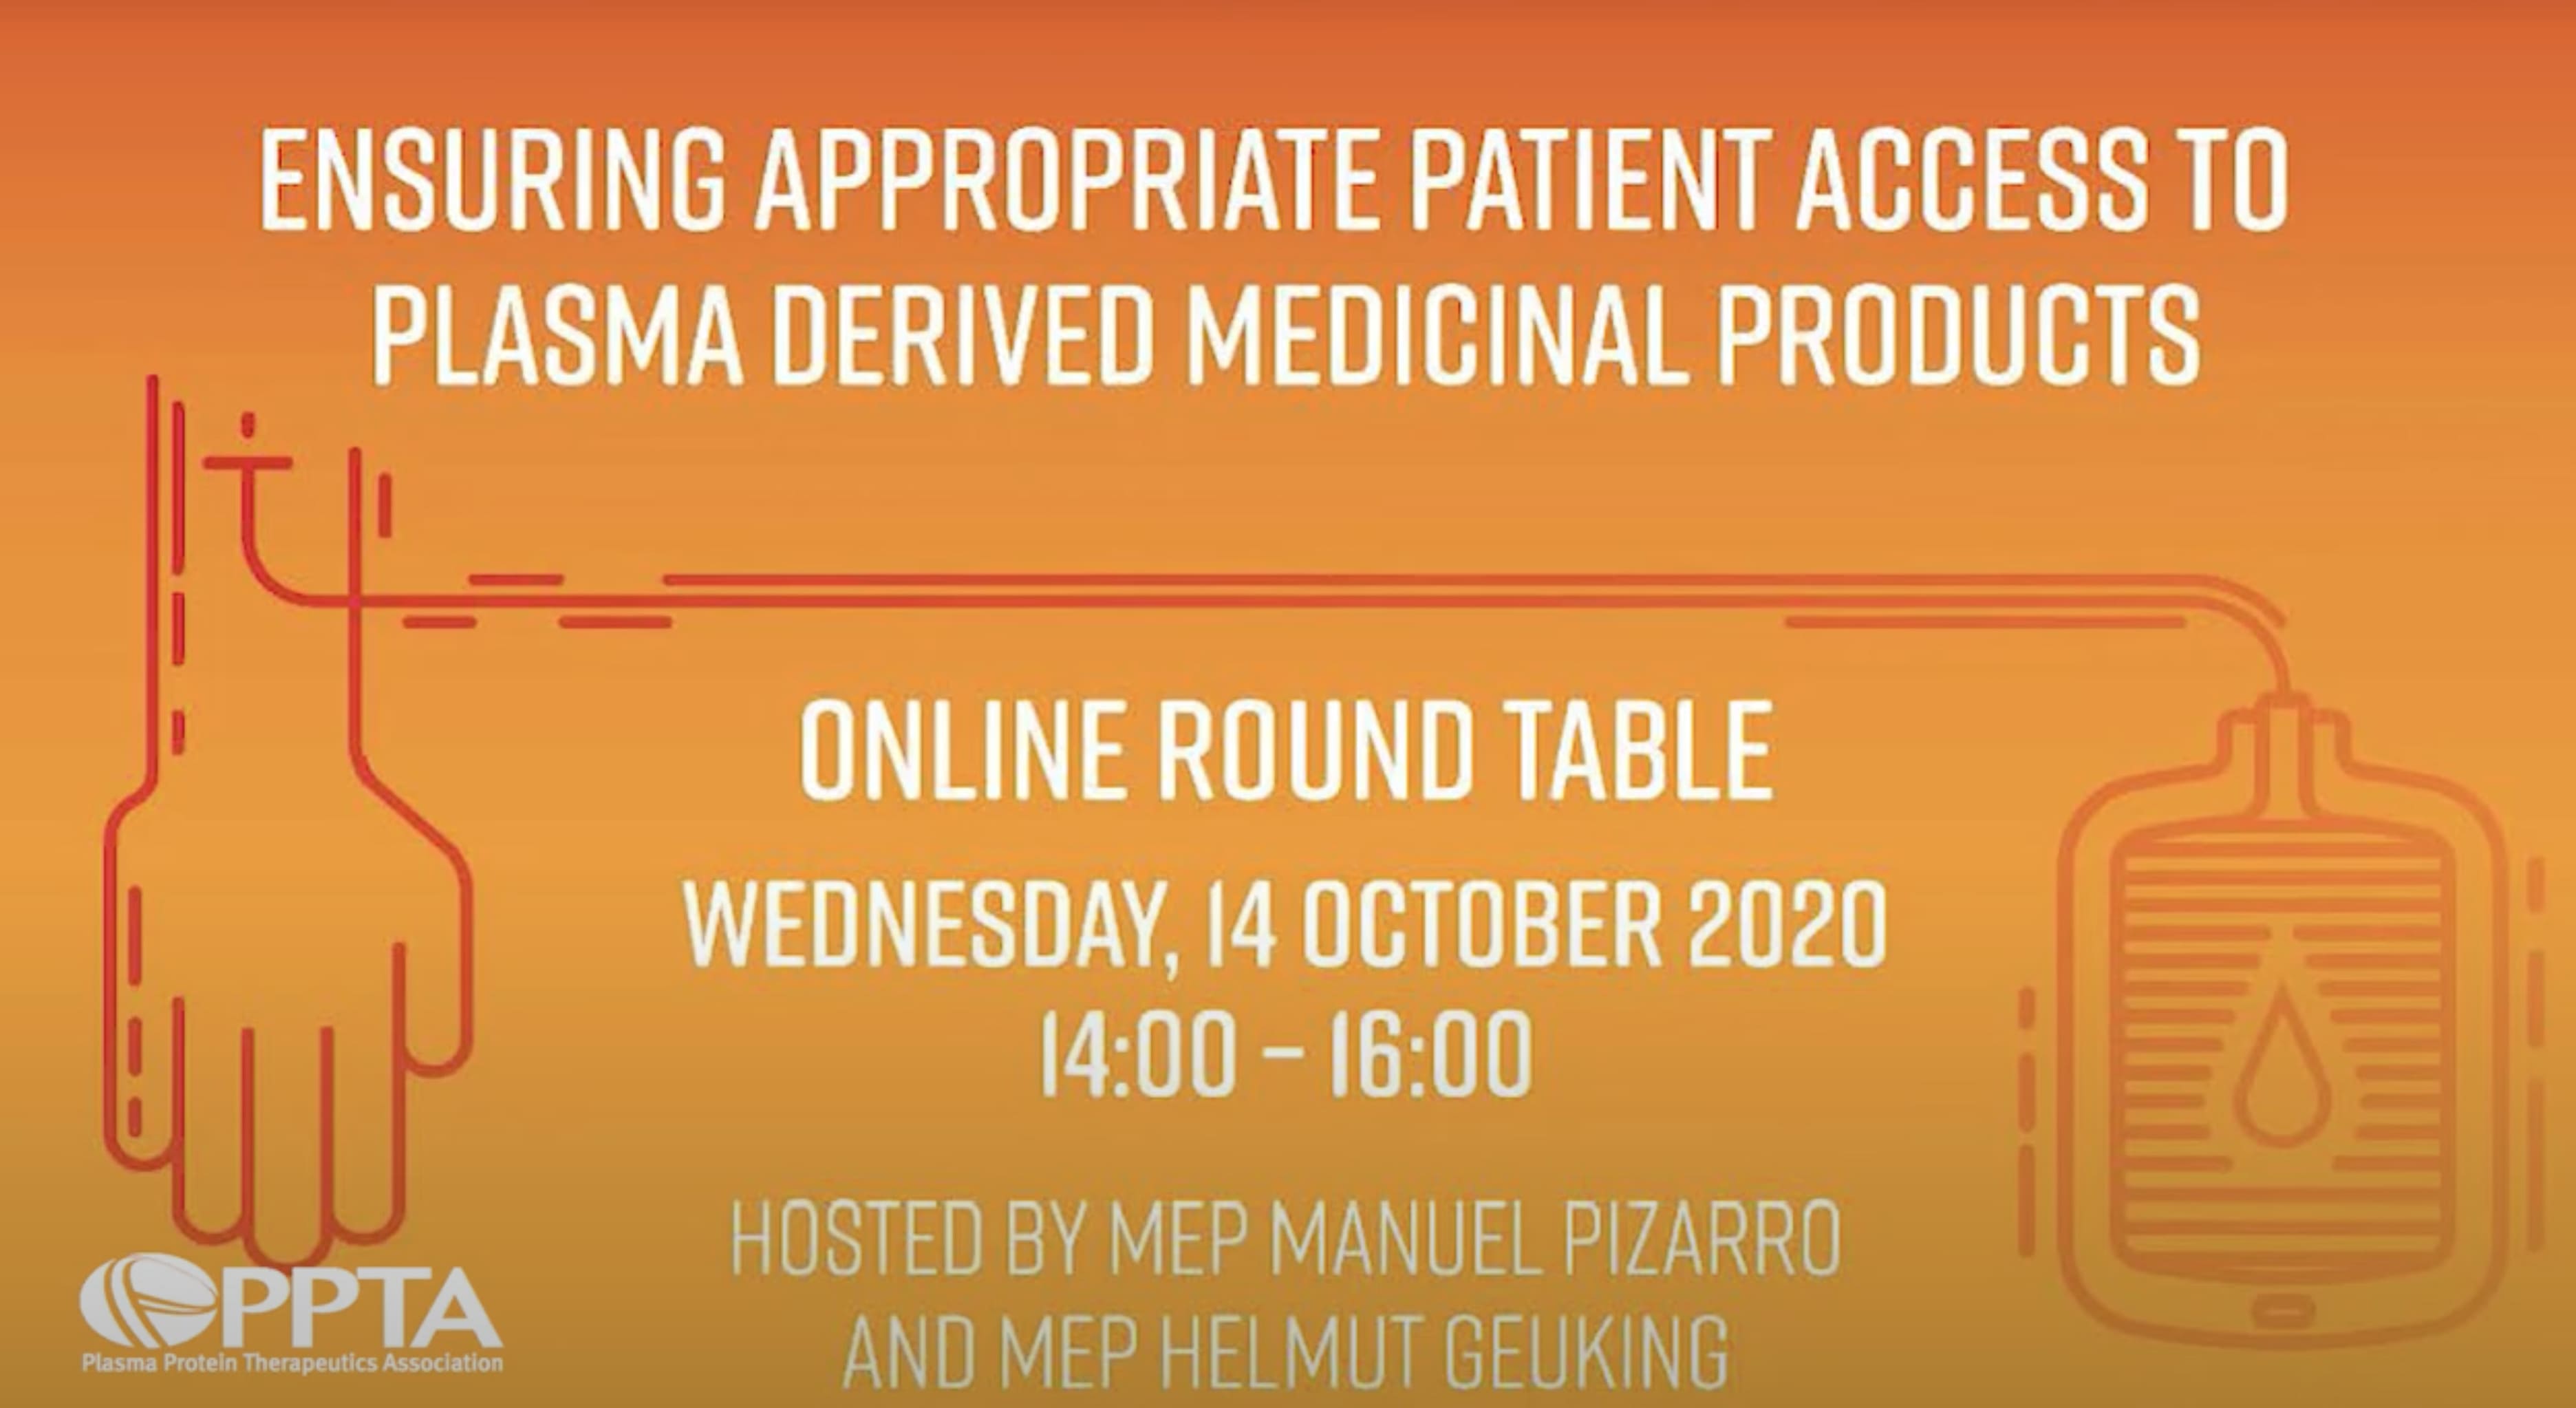 ENSURING APPROPRIATE PATIENT ACCESS TO
PLASMA DERIVED MEDICINAL PRODUCTS
ONLINE ROUND TABLE
WEDNESDAY, 14 OCTOBER 2020
14:00 – 16:00
HOSTED BY MEP MANUEL PIZARRO
AND MEP HELMUT GEUKING
PPTA
Plasma Protein Therapeutics Association